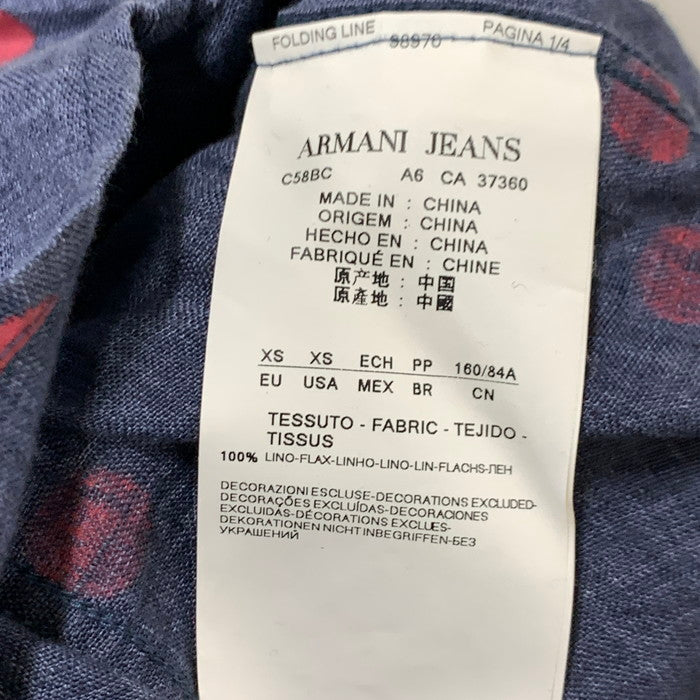 FOLDING LINE 98970 PAGINA 1/4
ARMANI JEANS
C58BC A6 CA 37360
MADE IN : CHINA
ORIGEM : CHINA
HECHO EN : CHINA
FABRIQUÉ EN : CHINE
原产地 : 中国
原產地 : 中國
XS XS ECH PP 160/84A
EU USA MEX BR CN
TESSUTO - FABRIC - TEJIDO -
TISSUS
100% LINO-FLAX-LINHO-LINO-LIN-FLACHS-ЛЕН
DECORAZIONI ESCLUSE-DECORATIONS EXCLUDED-
DECORAÇÕES EXCLUÍDAS-DECORACIONES
EXCLUIDAS-DÉCORATIONS EXCLUES-
DEKORATIONEN NICHT INBEGRIFFEN-БЕЗ
УКРАШЕНИЙ